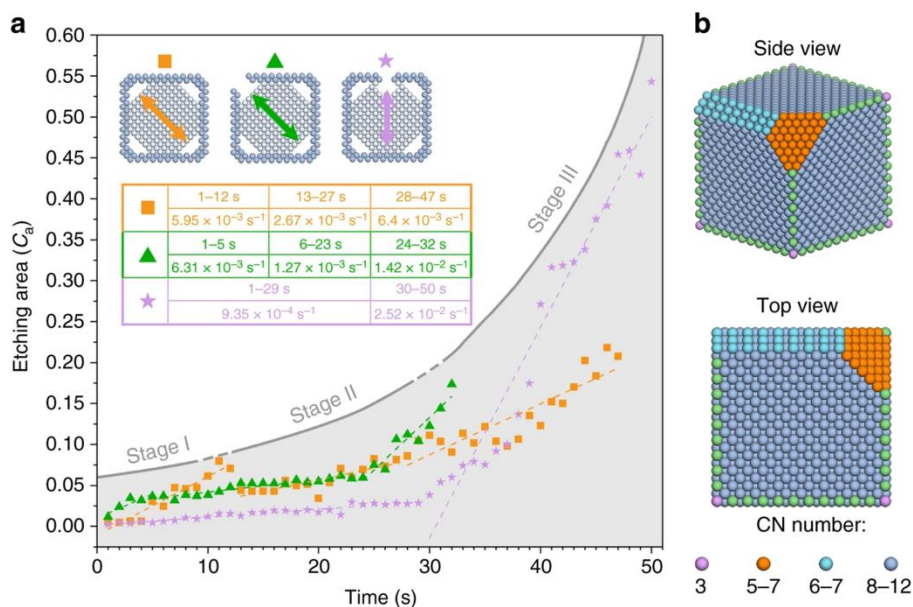 a
b
0.60
0.55
0.50
0.45
0.40
0.35
0.30
0.25
0.20
0.15
0.10
0.05
0.00
Etching area (Cₐ)
1–12 s 13–27 s 28–47 s
5.95 × 10⁻³ s⁻¹ 2.67 × 10⁻³ s⁻¹ 6.4 × 10⁻³ s⁻¹
1–5 s 6–23 s 24–32 s
6.31 × 10⁻³ s⁻¹ 1.27 × 10⁻³ s⁻¹ 1.42 × 10⁻² s⁻¹
1–29 s 30–50 s
9.35 × 10⁻⁴ s⁻¹ 2.52 × 10⁻² s⁻¹
Stage I
Stage II
Stage III
0 10 20 30 40 50
Time (s)
Side view
Top view
CN number:
3 5–7 6–7 8–12